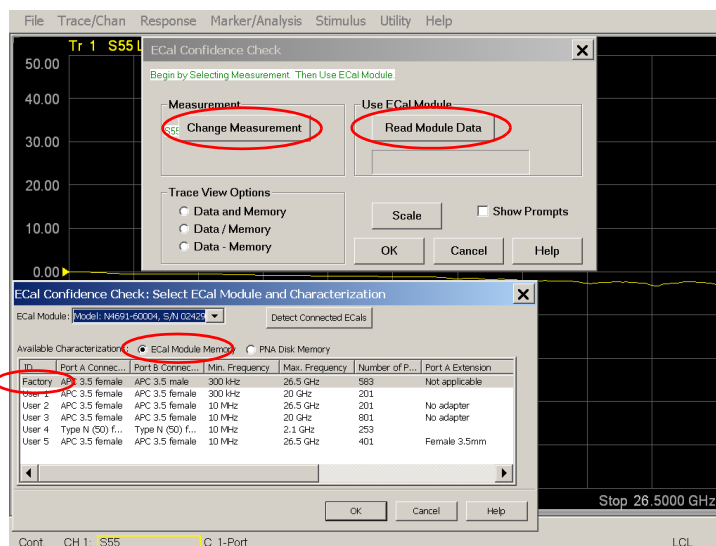 File Trace/Chan Response Marker/Analysis Stimulus Utility Help
Tr 1 S55 L
50.00
40.00
30.00
20.00
10.00
0.00
ECal Confidence Check
Begin by Selecting Measurement. Then Use ECal Module.
Measurement
S55 Change Measurement
Use ECal Module
Read Module Data
Trace View Options
Data and Memory
Data / Memory
Data - Memory
Scale
Show Prompts
OK Cancel Help
ECal Confidence Check: Select ECal Module and Characterization
ECal Module: Model: N4691-60004, S/N 02429
Detect Connected ECals
Available Characterizations: ECal Module Memory PNA Disk Memory
ID Port A Connec... Port B Connec... Min. Frequency Max. Frequency Number of P... Port A Extension
Factory APC 3.5 female APC 3.5 male 300 kHz 26.5 GHz 583 Not applicable
User 1 APC 3.5 female APC 3.5 female 300 kHz 20 GHz 201
User 2 APC 3.5 female APC 3.5 female 10 MHz 26.5 GHz 201 No adapter
User 3 APC 3.5 female APC 3.5 female 10 MHz 20 GHz 801 No adapter
User 4 Type N (50) f... Type N (50) f... 10 MHz 2.1 GHz 253
User 5 APC 3.5 female APC 3.5 female 10 MHz 26.5 GHz 401 Female 3.5mm
OK Cancel Help
Stop 26.5000 GHz
Cont. CH 1: S55 C 1-Port LCL